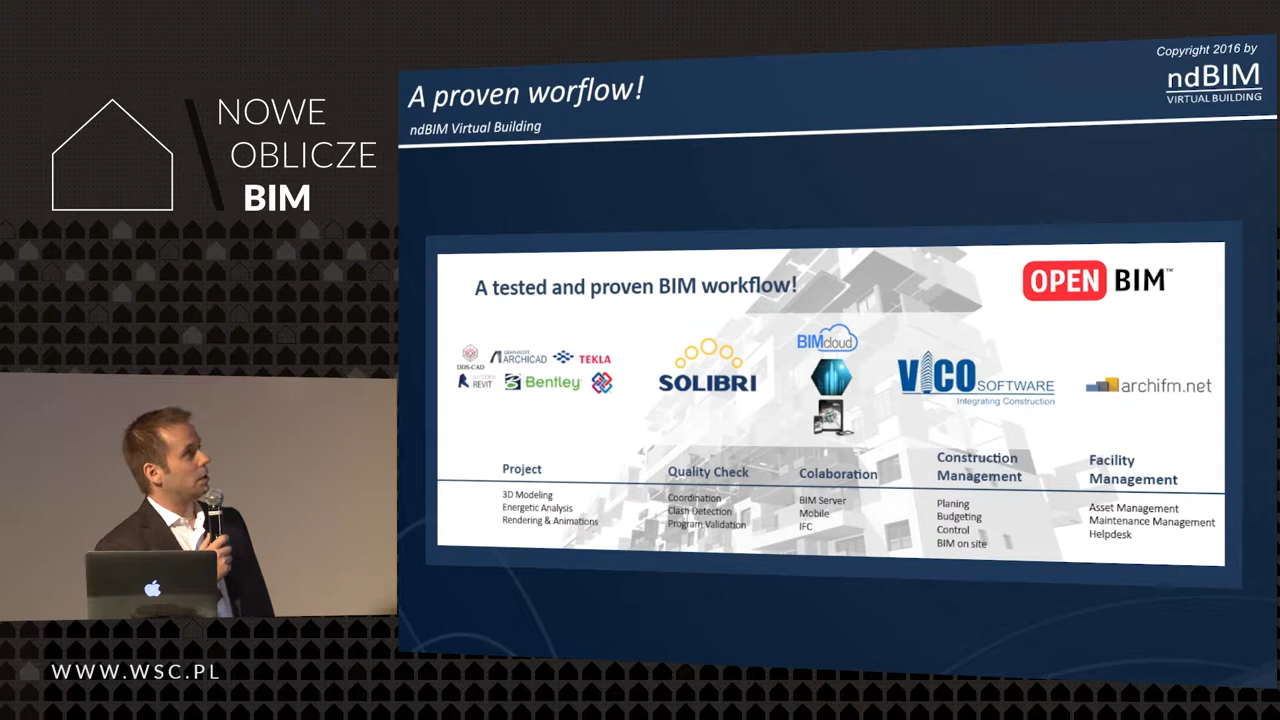 NOWE
OBLICZE
BIM
WWW.WSC.PL
A proven worflow!
ndBIM Virtual Building
Copyright 2016 by
ndBIM
VIRTUAL BUILDING
A tested and proven BIM workflow!
OPEN BIM™
DDS-CAD
GRAPHISOFT
ARCHICAD
TEKLA
AUTODESK
REVIT
Bentley
SOLIBRI
BIMcloud
VICO SOFTWARE
Integrating Construction
archifm.net
Project
3D Modeling
Energetic Analysis
Rendering & Animations
Quality Check
Coordination
Clash Detection
Program Validation
Colaboration
BIM Server
Mobile
IFC
Construction
Management
Planing
Budgeting
Control
BIM on site
Facility
Management
Asset Management
Maintenance Management
Helpdesk